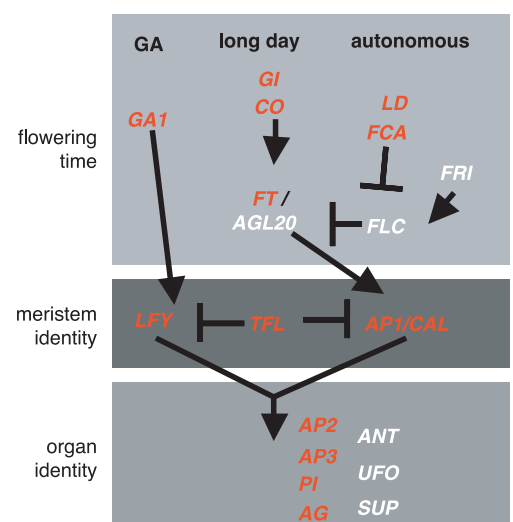 GA
long day
autonomous
flowering
time
GI
CO
GA1
LD
FCA
FRI
FT /
AGL20
FLC
meristem
identity
LFY
TFL
AP1/CAL
organ
identity
AP2
ANT
AP3
UFO
PI
SUP
AG